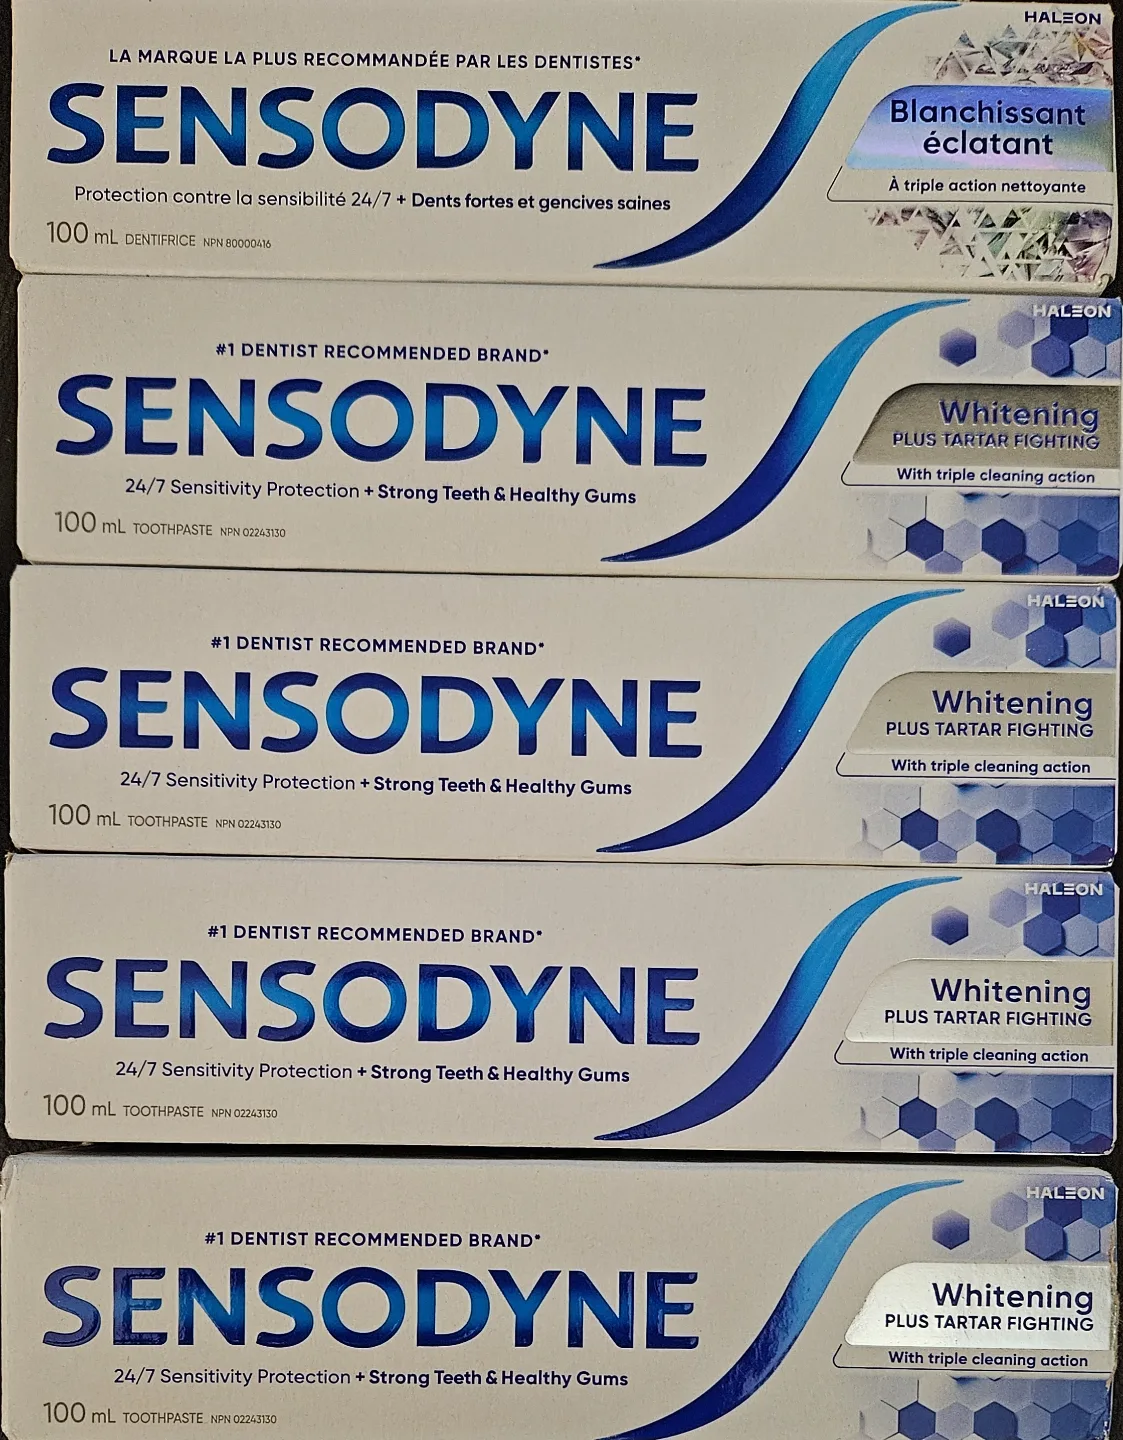 HALEON
LA MARQUE LA PLUS RECOMMANDÉE PAR LES DENTISTES*
SENSODYNE
Blanchissant
éclatant
À triple action nettoyante
Protection contre la sensibilité 24/7 + Dents fortes et gencives saines
100 mL DENTIFRICE NPN 80000416
HALEON
#1 DENTIST RECOMMENDED BRAND*
SENSODYNE
Whitening
PLUS TARTAR FIGHTING
With triple cleaning action
24/7 Sensitivity Protection + Strong Teeth & Healthy Gums
100 mL TOOTHPASTE NPN 02243130
HALEON
#1 DENTIST RECOMMENDED BRAND*
SENSODYNE
Whitening
PLUS TARTAR FIGHTING
With triple cleaning action
24/7 Sensitivity Protection + Strong Teeth & Healthy Gums
100 mL TOOTHPASTE NPN 02243130
HALEON
#1 DENTIST RECOMMENDED BRAND*
SENSODYNE
Whitening
PLUS TARTAR FIGHTING
With triple cleaning action
24/7 Sensitivity Protection + Strong Teeth & Healthy Gums
100 mL TOOTHPASTE NPN 02243130
HALEON
#1 DENTIST RECOMMENDED BRAND*
SENSODYNE
Whitening
PLUS TARTAR FIGHTING
With triple cleaning action
24/7 Sensitivity Protection + Strong Teeth & Healthy Gums
100 mL TOOTHPASTE NPN 02243130